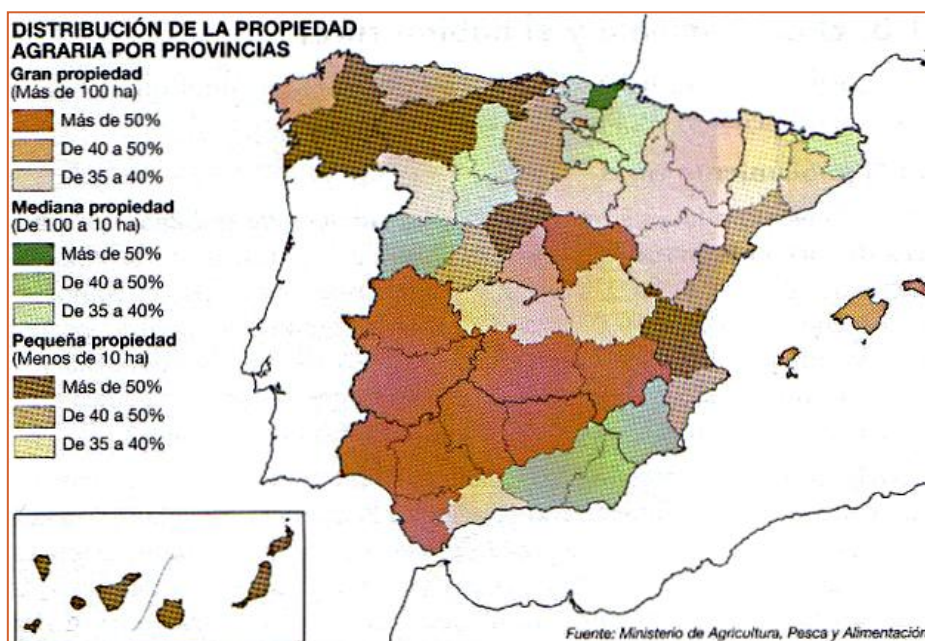 DISTRIBUCIÓN DE LA PROPIEDAD
AGRARIA POR PROVINCIAS
Gran propiedad
(Más de 100 ha)
Más de 50%
De 40 a 50%
De 35 a 40%
Mediana propiedad
(De 100 a 10 ha)
Más de 50%
De 40 a 50%
De 35 a 40%
Pequeña propiedad
(Menos de 10 ha)
Más de 50%
De 40 a 50%
De 35 a 40%
Fuente: Ministerio de Agricultura, Pesca y Alimentación